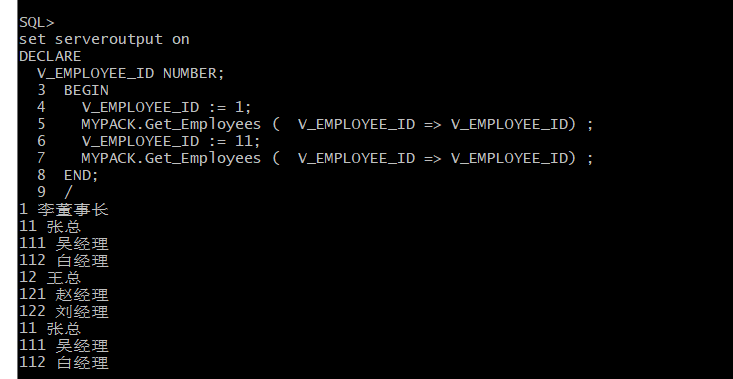 SQL>
set serveroutput on
DECLARE
  V_EMPLOYEE_ID NUMBER;
  3  BEGIN
  4    V_EMPLOYEE_ID := 1;
  5    MYPACK.Get_Employees (  V_EMPLOYEE_ID => V_EMPLOYEE_ID) ;
  6    V_EMPLOYEE_ID := 11;
  7    MYPACK.Get_Employees (  V_EMPLOYEE_ID => V_EMPLOYEE_ID) ;
  8  END;
  9  /
1 李董事长
11 张总
111 吴经理
112 白经理
12 王总
121 赵经理
122 刘经理
11 张总
111 吴经理
112 白经理